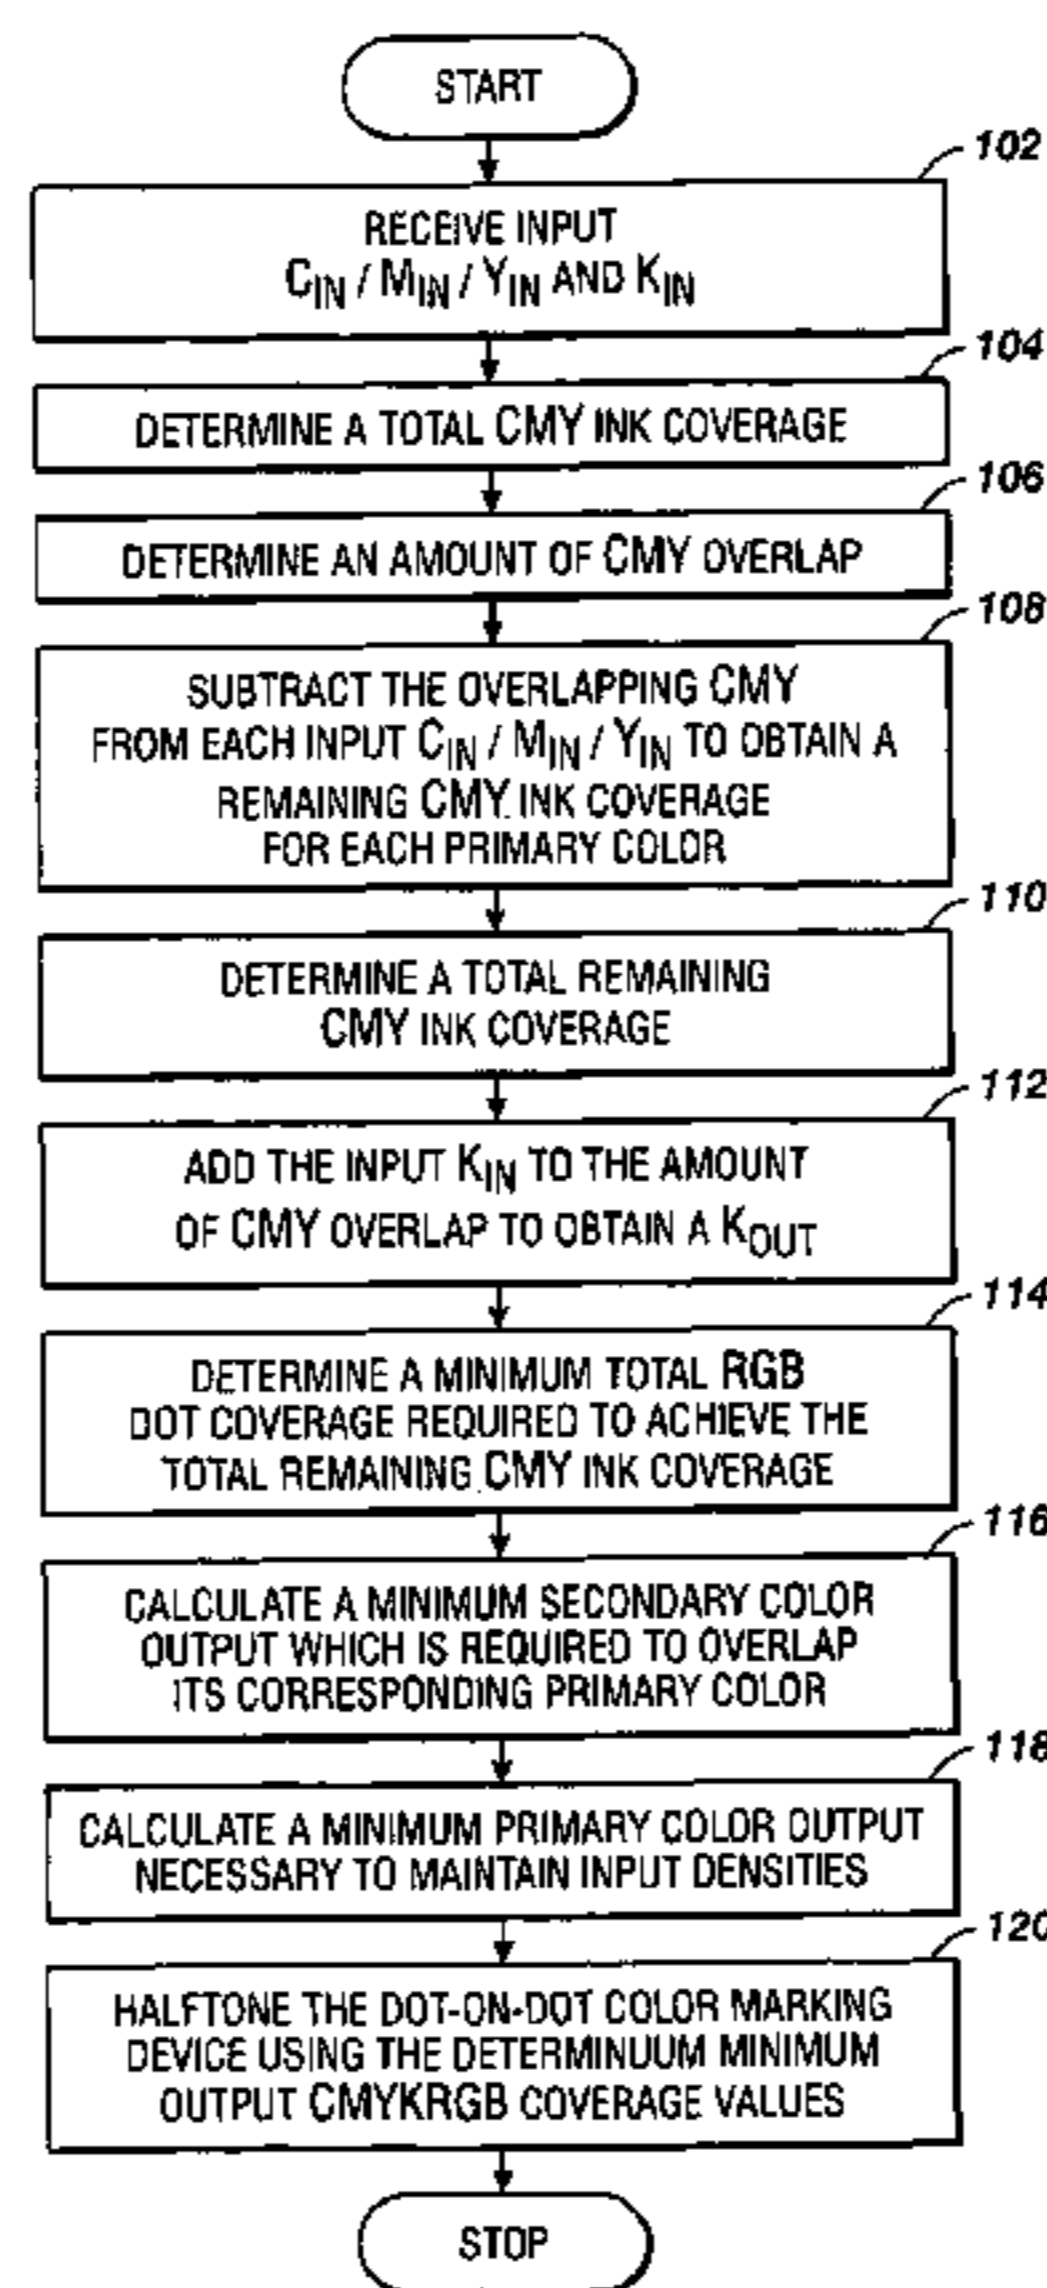 START
102
RECEIVE INPUT
CIN / MIN / YIN AND KIN
104
DETERMINE A TOTAL CMY INK COVERAGE
106
DETERMINE AN AMOUNT OF CMY OVERLAP
108
SUBTRACT THE OVERLAPPING CMY
FROM EACH INPUT CIN / MIN / YIN TO OBTAIN A
REMAINING CMY INK COVERAGE
FOR EACH PRIMARY COLOR
110
DETERMINE A TOTAL REMAINING
CMY INK COVERAGE
112
ADD THE INPUT KIN TO THE AMOUNT
OF CMY OVERLAP TO OBTAIN A KOUT
114
DETERMINE A MINIMUM TOTAL RGB
DOT COVERAGE REQUIRED TO ACHIEVE THE
TOTAL REMAINING CMY INK COVERAGE
116
CALCULATE A MINIMUM SECONDARY COLOR
OUTPUT WHICH IS REQUIRED TO OVERLAP
ITS CORRESPONDING PRIMARY COLOR
118
CALCULATE A MINIMUM PRIMARY COLOR OUTPUT
NECESSARY TO MAINTAIN INPUT DENSITIES
120
HALFTONE THE DOT-ON-DOT COLOR MARKING
DEVICE USING THE DETERMINUUM MINIMUM
OUTPUT CMYKRGB COVERAGE VALUES
STOP